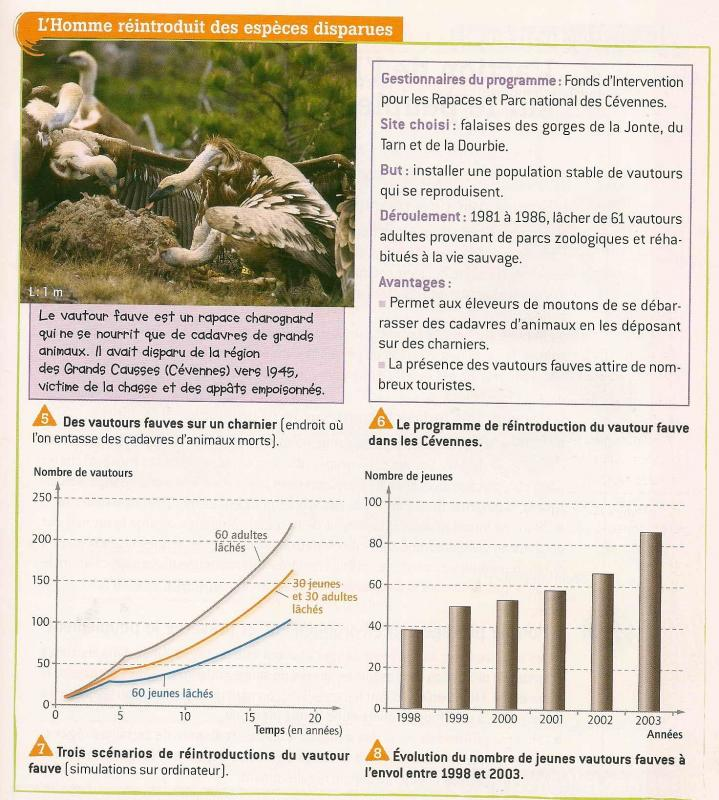 L'Homme réintroduit des espèces disparues
L : 1 m
Le vautour fauve est un rapace charognard
qui ne se nourrit que de cadavres de grands
animaux. Il avait disparu de la région
des Grands Causses (Cévennes) vers 1945,
victime de la chasse et des appâts empoisonnés.
5 Des vautours fauves sur un charnier (endroit où
l'on entasse des cadavres d'animaux morts).
Gestionnaires du programme : Fonds d'Intervention
pour les Rapaces et Parc national des Cévennes.
Site choisi : falaises des gorges de la Jonte, du
Tarn et de la Dourbie.
But : installer une population stable de vautours
qui se reproduisent.
Déroulement : 1981 à 1986, lâcher de 61 vautours
adultes provenant de parcs zoologiques et réha-
bitués à la vie sauvage.
Avantages :
■ Permet aux éleveurs de moutons de se débar-
rasser des cadavres d'animaux en les déposant
sur des charniers.
■ La présence des vautours fauves attire de nom-
breux touristes.
6 Le programme de réintroduction du vautour fauve
dans les Cévennes.
Nombre de vautours
250
200
150
100
50
0
60 adultes
lâchés
30 jeunes
et 30 adultes
lâchés
60 jeunes lâchés
0 5 10 15 20
Temps (en années)
7 Trois scénarios de réintroductions du vautour
fauve (simulations sur ordinateur).
Nombre de jeunes
100
80
60
40
20
0
1998 1999 2000 2001 2002 2003
Années
8 Évolution du nombre de jeunes vautours fauves à
l'envol entre 1998 et 2003.